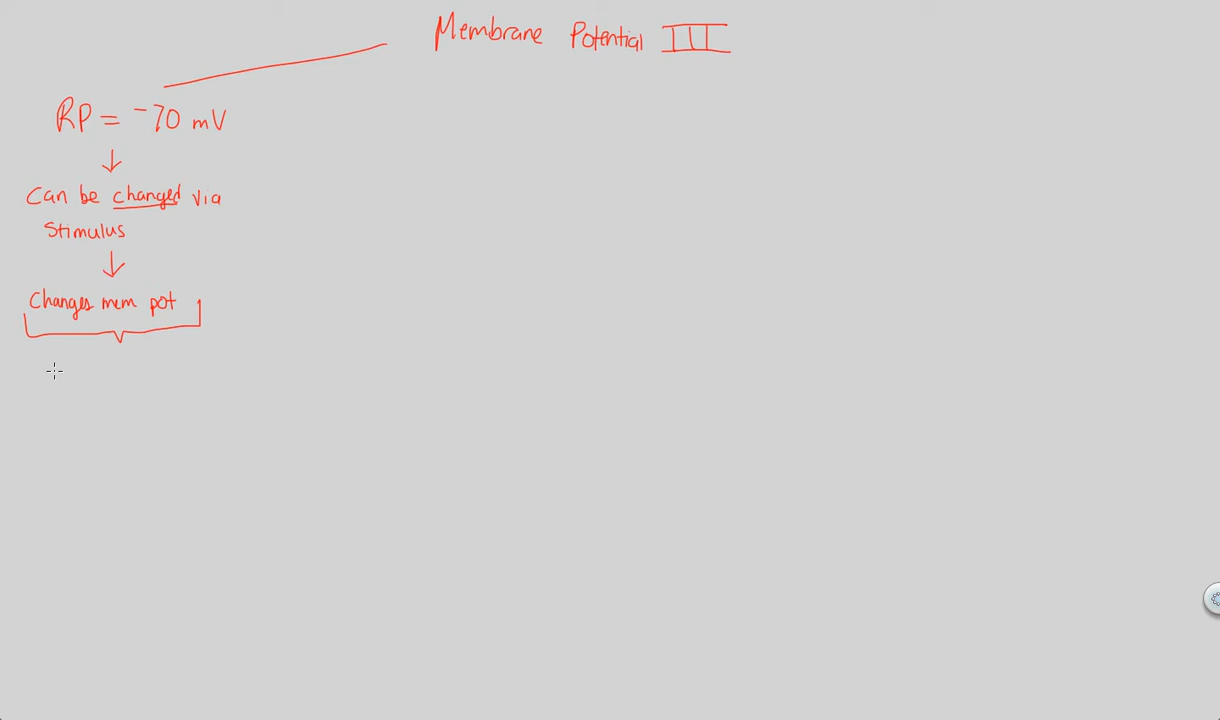 Membrane Potential III
RP = -70 mV
Can be changed via
Stimulus
Changes mem pot